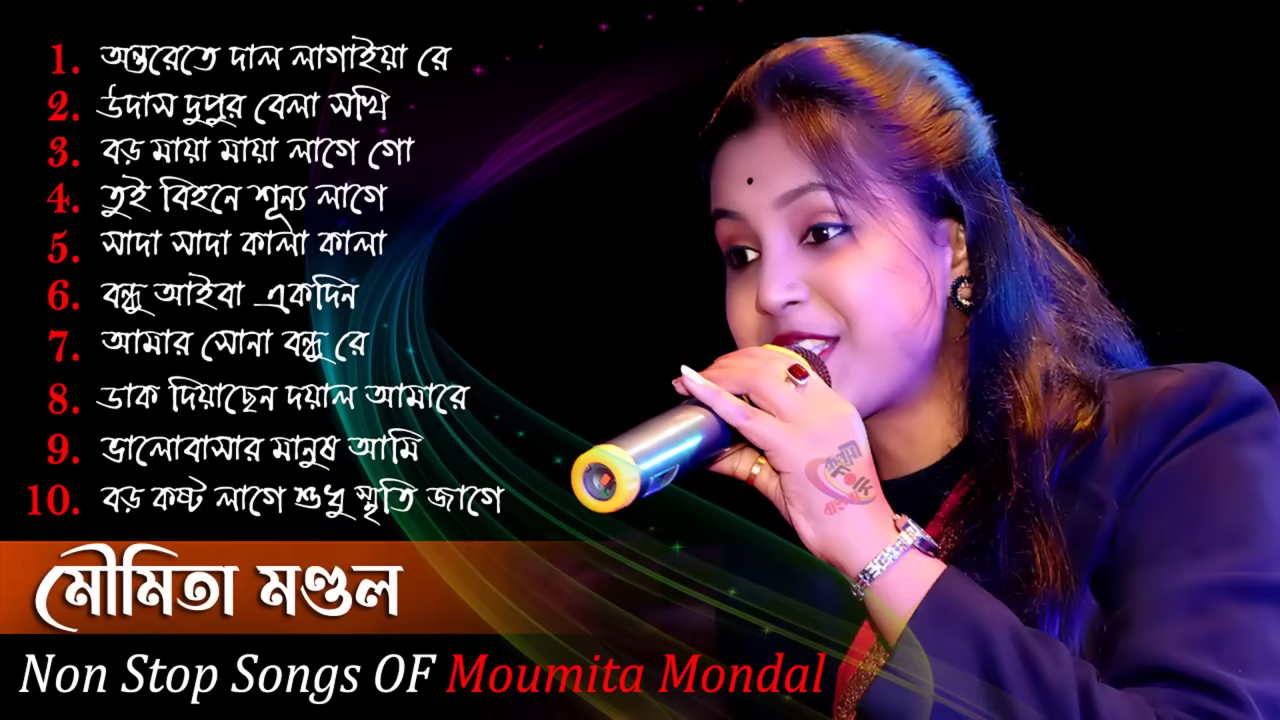 1. অন্তরেতে দাল লাগাইয়া রে
2. উদাস দুপুর বেলা সখি
3. বড় মায়া মায়া লাগে গো
4. তুই বিহনে শূন্য লাগে
5. সাদা সাদা কালা কালা
6. বন্ধু আইবা একদিন
7. আমার সোনা বন্ধু রে
8. ডাক দিয়াছেন দয়াল আমারে
9. ভালোবাসার মানুষ আমি
10. বড় কষ্ট লাগে শুধু স্মৃতি জাগে
Folk
মৌমিতা মণ্ডল
Non Stop Songs OF Moumita Mondal